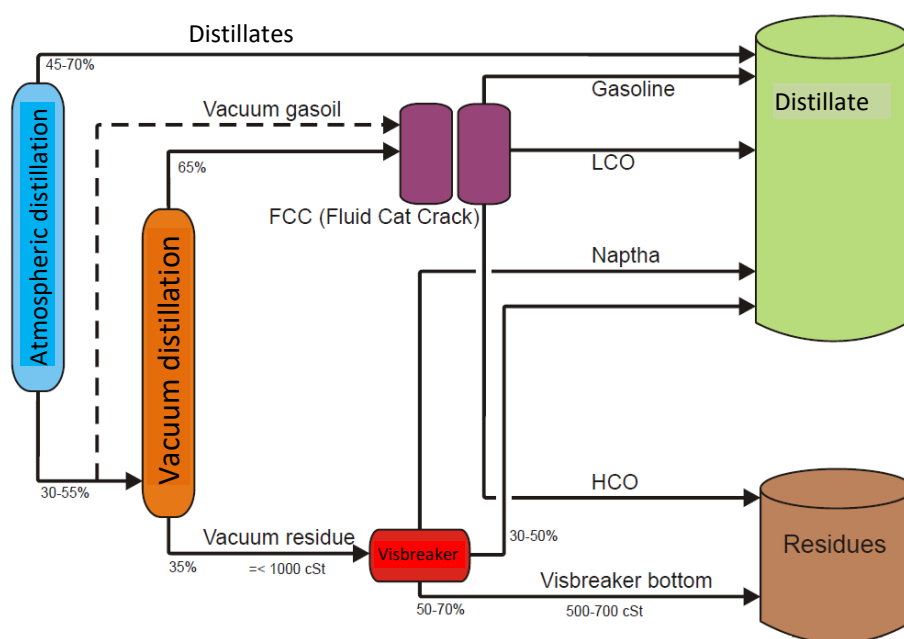 Distillates
45-70%
Gasoline
Distillate
Vacuum gasoil
65%
LCO
FCC (Fluid Cat Crack)
Atmospheric distillation
Vacuum distillation
Naptha
30-55%
HCO
Vacuum residue
35%
=< 1000 cSt
Visbreaker
30-50%
Residues
Visbreaker bottom
50-70%
500-700 cSt